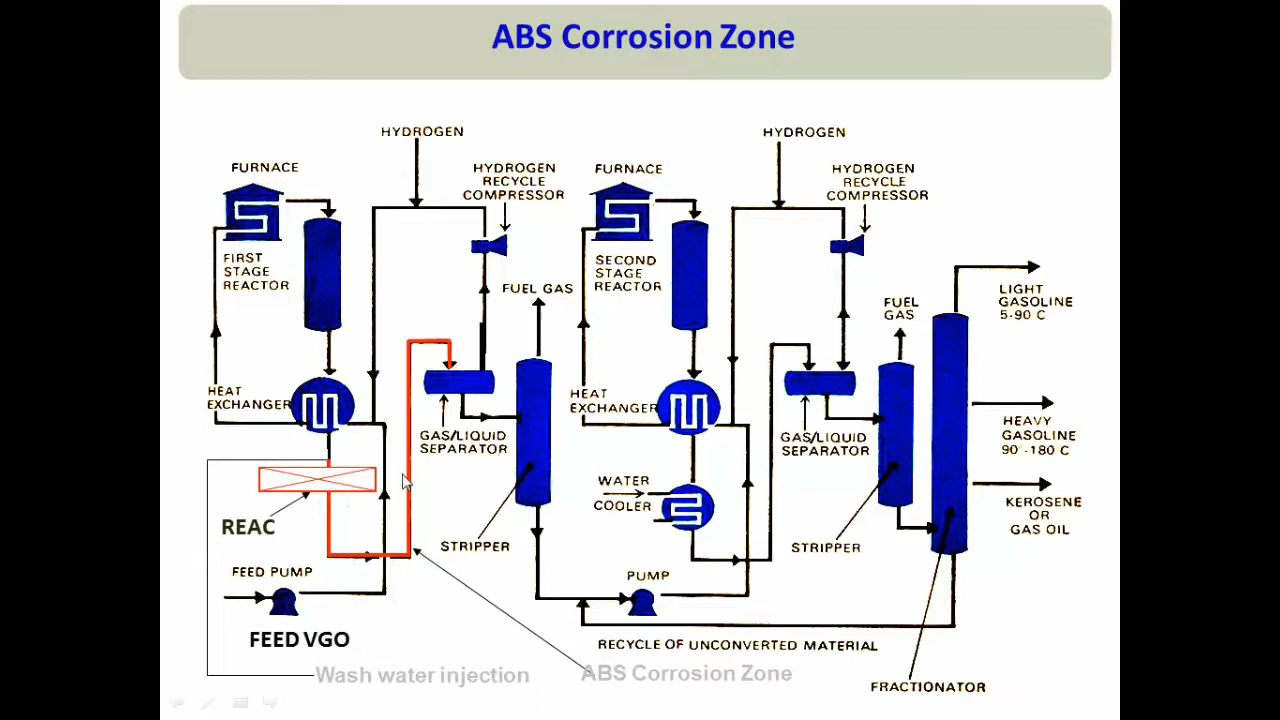 ABS Corrosion Zone
HYDROGEN
HYDROGEN
FURNACE
HYDROGEN
RECYCLE
COMPRESSOR
FURNACE
HYDROGEN
RECYCLE
COMPRESSOR
FIRST
STAGE
REACTOR
FUEL GAS
SECOND
STAGE
REACTOR
FUEL
GAS
LIGHT
GASOLINE
5-90 C
HEAT
EXCHANGER
GAS/LIQUID
SEPARATOR
HEAT
EXCHANGER
GAS/LIQUID
SEPARATOR
HEAVY
GASOLINE
90 -180 C
WATER
COOLER
KEROSENE
OR
GAS OIL
REAC
STRIPPER
STRIPPER
FEED PUMP
PUMP
FEED VGO
RECYCLE OF UNCONVERTED MATERIAL
Wash water injection
ABS Corrosion Zone
FRACTIONATOR